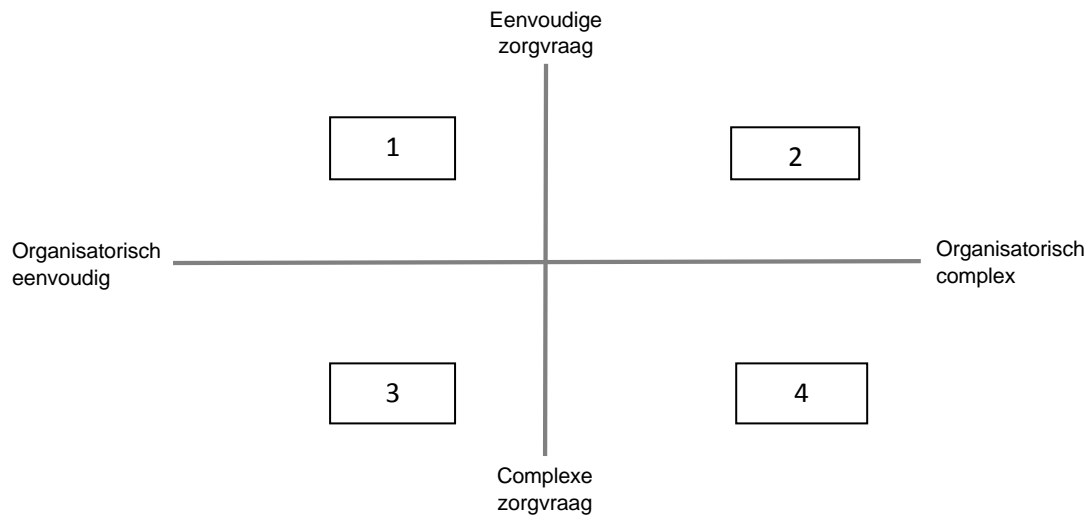 Eenvoudige
zorgvraag
1
2
Organisatorisch
eenvoudig
Organisatorisch
complex
3
4
Complexe
zorgvraag